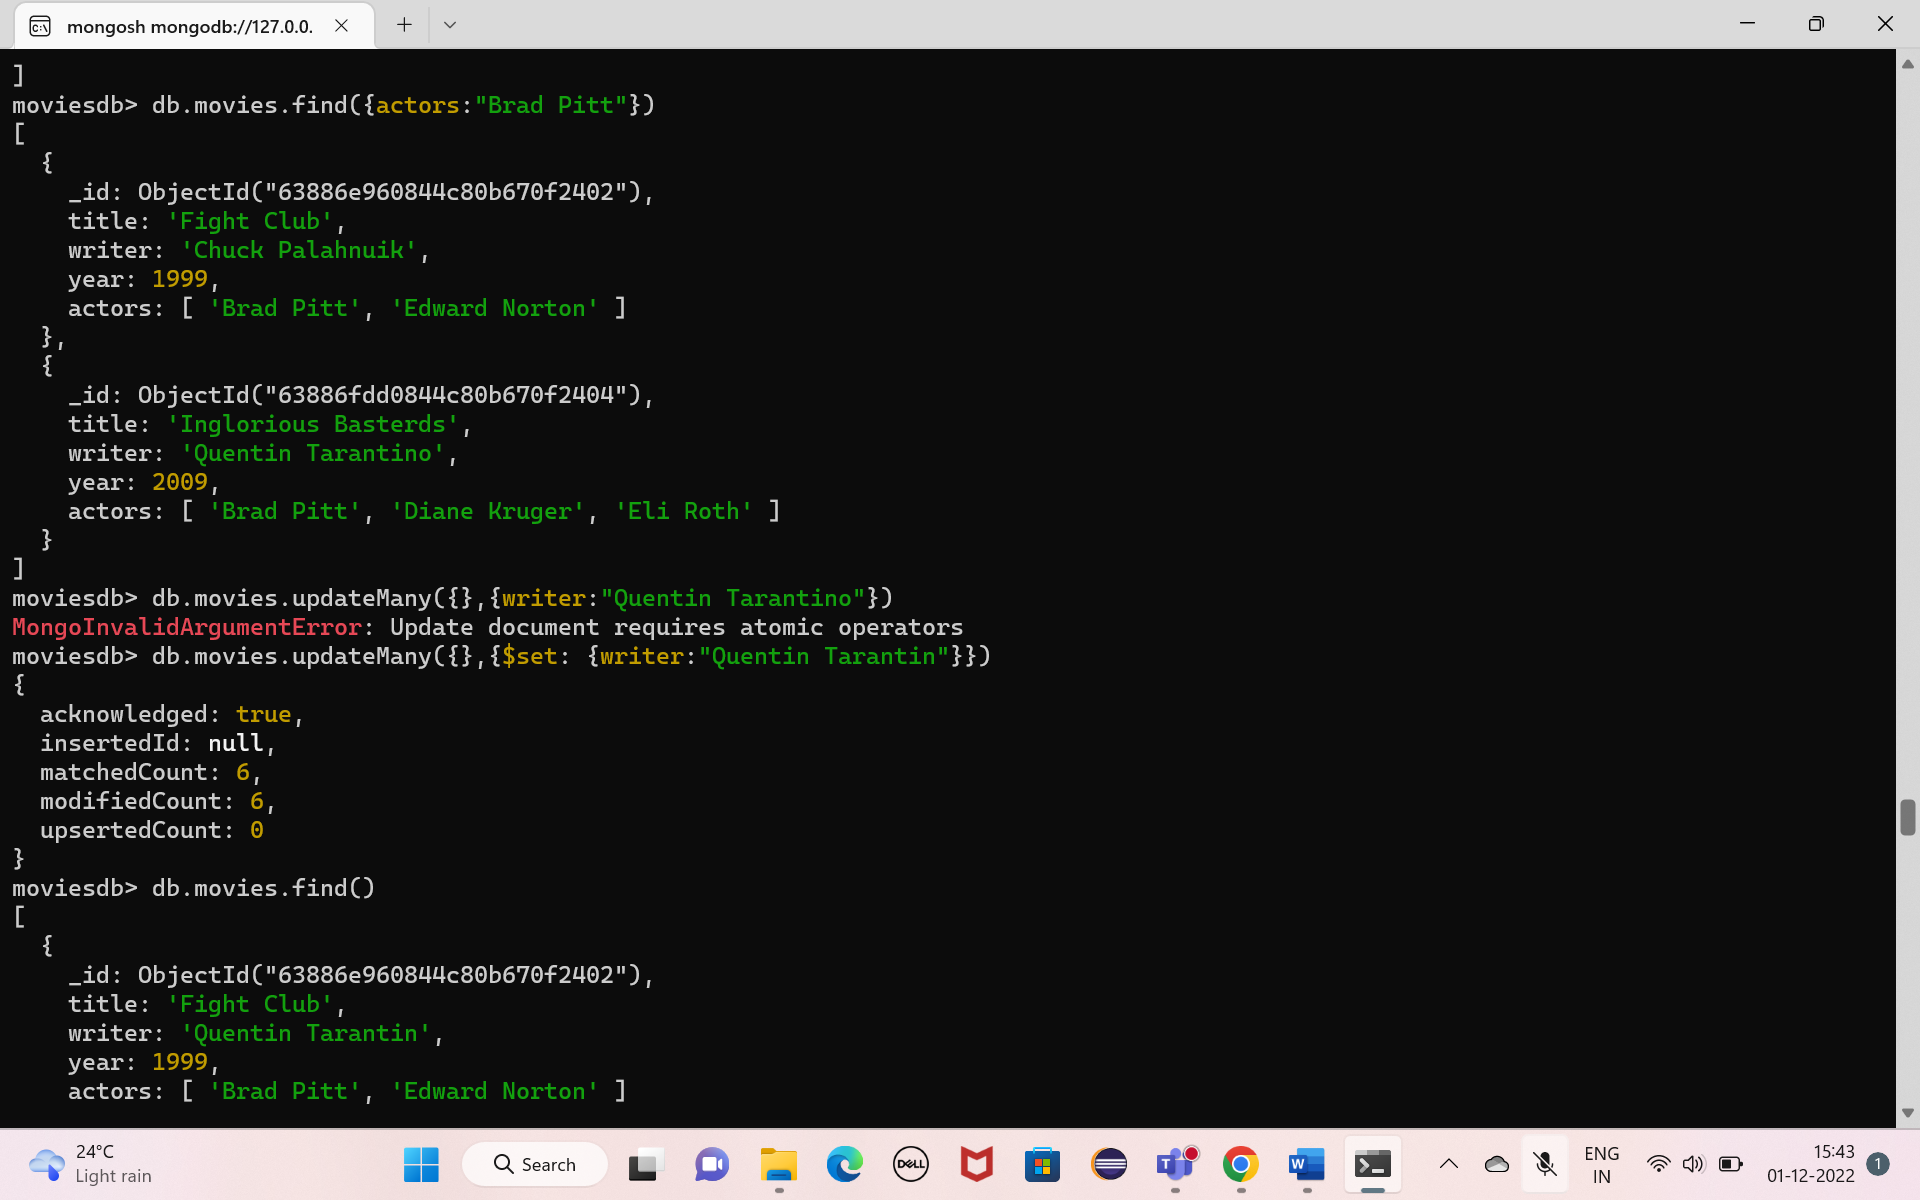 mongosh mongodb://127.0.0.
]
moviesdb> db.movies.find({actors:"Brad Pitt"})
[
  {
    _id: ObjectId("63886e960844c80b670f2402"),
    title: 'Fight Club',
    writer: 'Chuck Palahnuik',
    year: 1999,
    actors: [ 'Brad Pitt', 'Edward Norton' ]
  },
  {
    _id: ObjectId("63886fdd0844c80b670f2404"),
    title: 'Inglorious Basterds',
    writer: 'Quentin Tarantino',
    year: 2009,
    actors: [ 'Brad Pitt', 'Diane Kruger', 'Eli Roth' ]
  }
]
moviesdb> db.movies.updateMany({},{writer:"Quentin Tarantino"})
MongoInvalidArgumentError: Update document requires atomic operators
moviesdb> db.movies.updateMany({},{$set: {writer:"Quentin Tarantin"}})
{
  acknowledged: true,
  insertedId: null,
  matchedCount: 6,
  modifiedCount: 6,
  upsertedCount: 0
}
moviesdb> db.movies.find()
[
  {
    _id: ObjectId("63886e960844c80b670f2402"),
    title: 'Fight Club',
    writer: 'Quentin Tarantin',
    year: 1999,
    actors: [ 'Brad Pitt', 'Edward Norton' ]
24°C
Light rain
Search
DELL
T
W
ENG
IN
15:43
01-12-2022
1